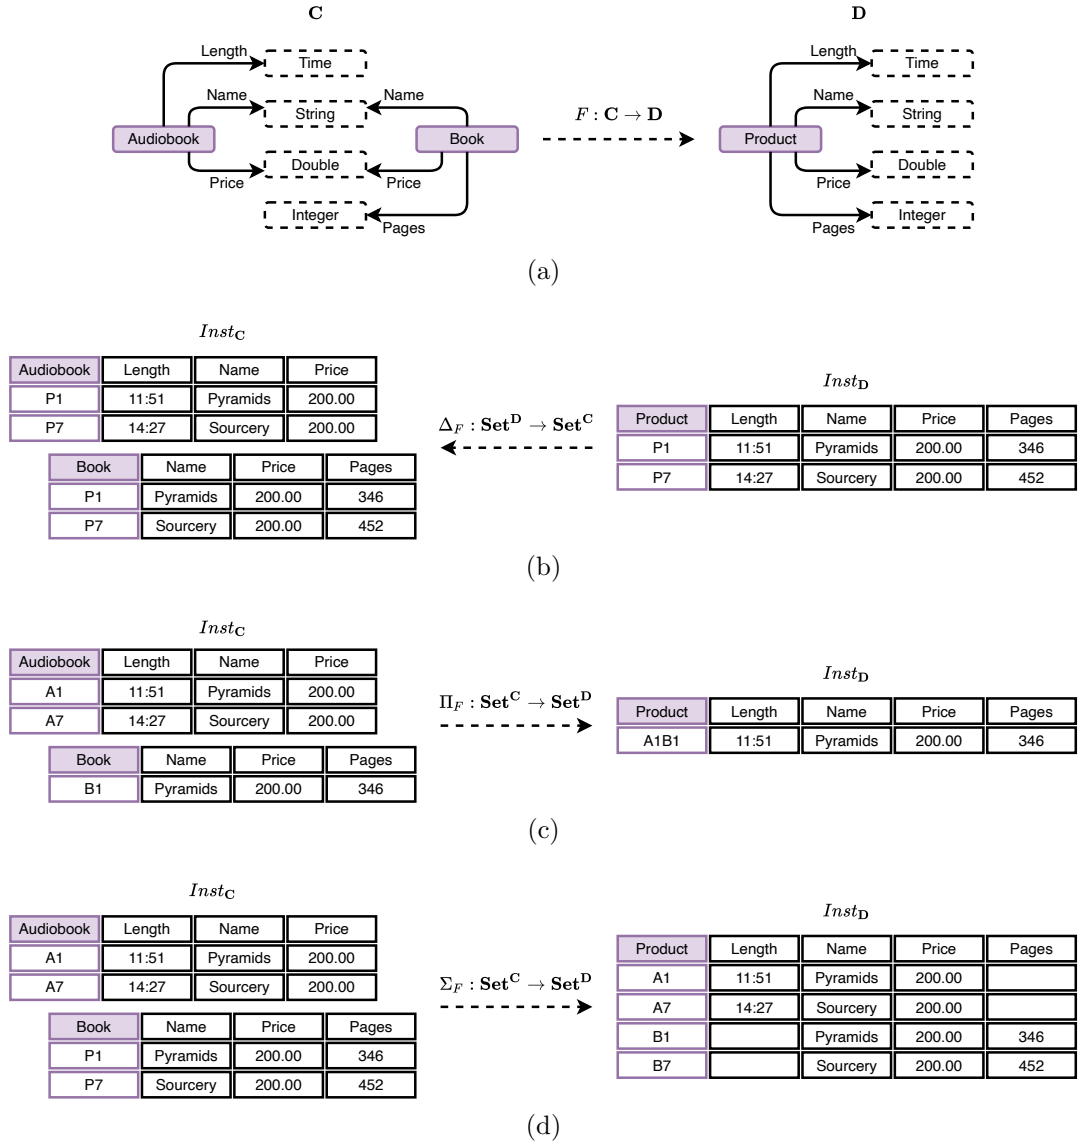 C D
Length Time Length Time
Name String Name Name String
Audiobook Book F : C → D Product
Price Double Price Price Double
Integer Pages Pages Integer
(a)
Inst_C
Audiobook Length Name Price
P1 11:51 Pyramids 200.00
P7 14:27 Sourcery 200.00
Book Name Price Pages
P1 Pyramids 200.00 346
P7 Sourcery 200.00 452
Δ_F : Set^D → Set^C
Inst_D
Product Length Name Price Pages
P1 11:51 Pyramids 200.00 346
P7 14:27 Sourcery 200.00 452
(b)
Inst_C
Audiobook Length Name Price
A1 11:51 Pyramids 200.00
A7 14:27 Sourcery 200.00
Book Name Price Pages
B1 Pyramids 200.00 346
Π_F : Set^C → Set^D
Inst_D
Product Length Name Price Pages
A1B1 11:51 Pyramids 200.00 346
(c)
Inst_C
Audiobook Length Name Price
A1 11:51 Pyramids 200.00
A7 14:27 Sourcery 200.00
Book Name Price Pages
P1 Pyramids 200.00 346
P7 Sourcery 200.00 452
Σ_F : Set^C → Set^D
Inst_D
Product Length Name Price Pages
A1 11:51 Pyramids 200.00
A7 14:27 Sourcery 200.00
B1 Pyramids 200.00 346
B7 Sourcery 200.00 452
(d)